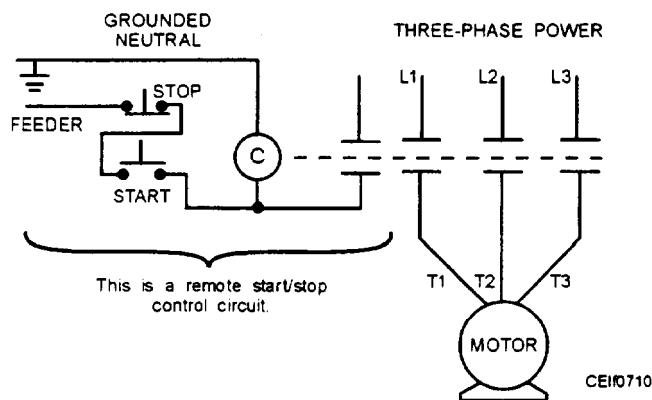 GROUNDED
NEUTRAL
THREE-PHASE POWER
L1
L2
L3
STOP
FEEDER
C
START
This is a remote start/stop
control circuit.
T1
T2
T3
MOTOR
CEIf0710